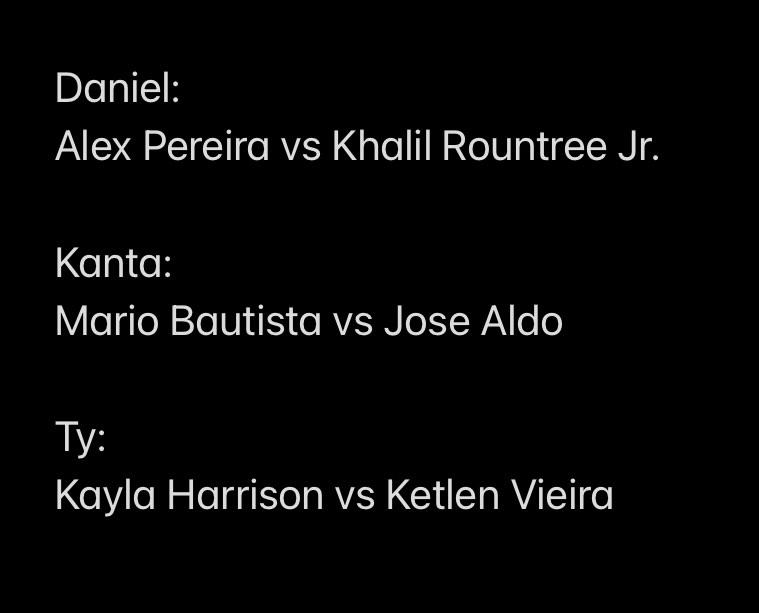 Daniel:
Alex Pereira vs Khalil Rountree Jr.
Kanta:
Mario Bautista vs Jose Aldo
Ty:
Kayla Harrison vs Ketlen Vieira